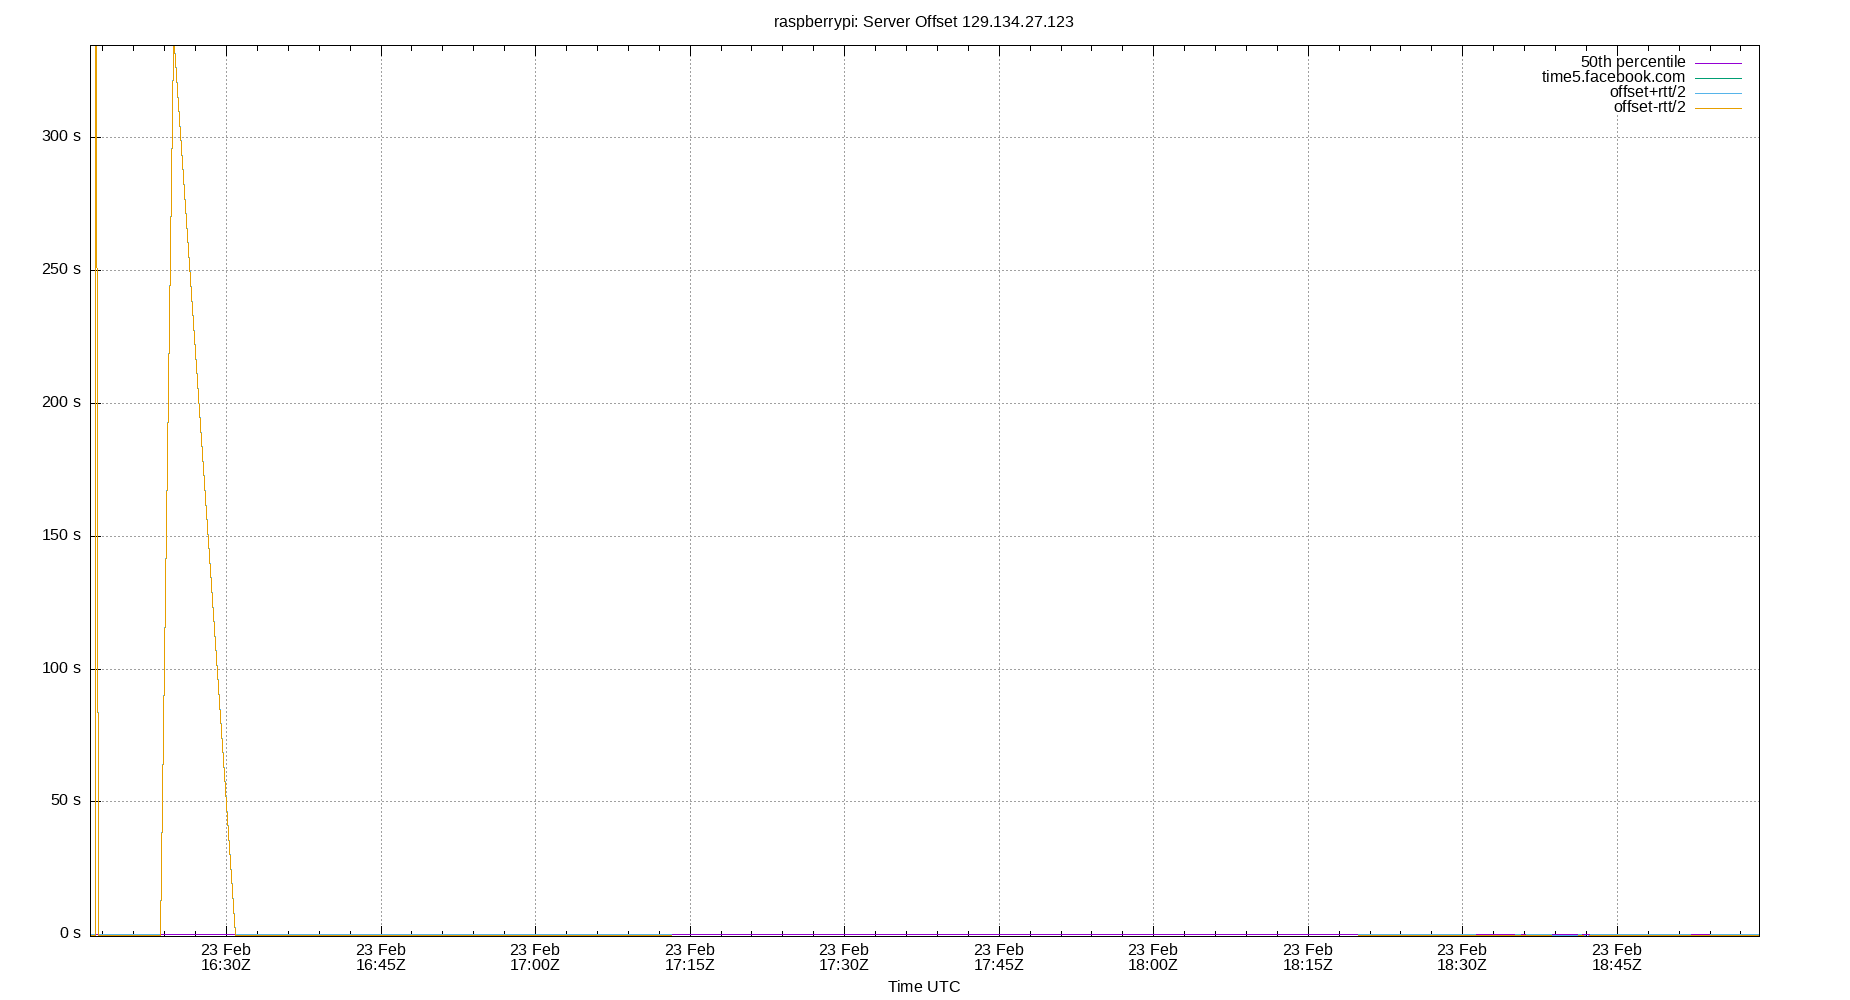 raspberrypi: Server Offset 129.134.27.123
50th percentile
time5.facebook.com
offset+rtt/2
offset-rtt/2
300 s
250 s
200 s
150 s
100 s
50 s
0 s
23 Feb 23 Feb 23 Feb 23 Feb 23 Feb 23 Feb 23 Feb 23 Feb 23 Feb 23 Feb
16:30Z 16:45Z 17:00Z 17:15Z 17:30Z 17:45Z 18:00Z 18:15Z 18:30Z 18:45Z
Time UTC